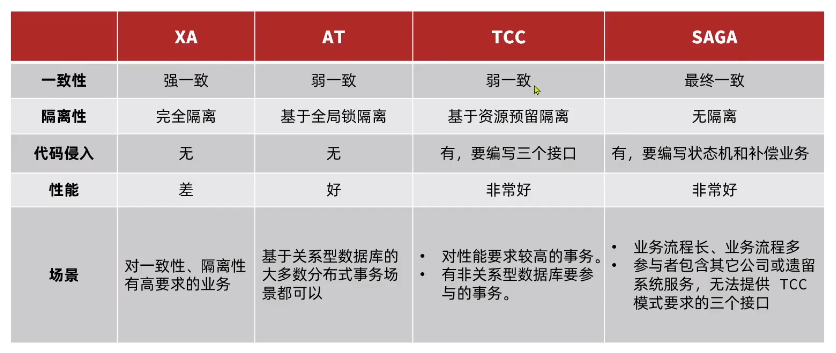 XA AT TCC SAGA
一致性 强一致 弱一致 弱一致 最终一致
隔离性 完全隔离 基于全局锁隔离 基于资源预留隔离 无隔离
代码侵入 无 无 有，要编写三个接口 有，要编写状态机和补偿业务
性能 差 好 非常好 非常好
场景
对一致性、隔离性
有高要求的业务
基于关系型数据库的
大多数分布式事务场
景都可以
• 对性能要求较高的事务。
• 有非关系型数据库要参
与的事务。
• 业务流程长、业务流程多
• 参与者包含其它公司或遗留
系统服务，无法提供 TCC
模式要求的三个接口